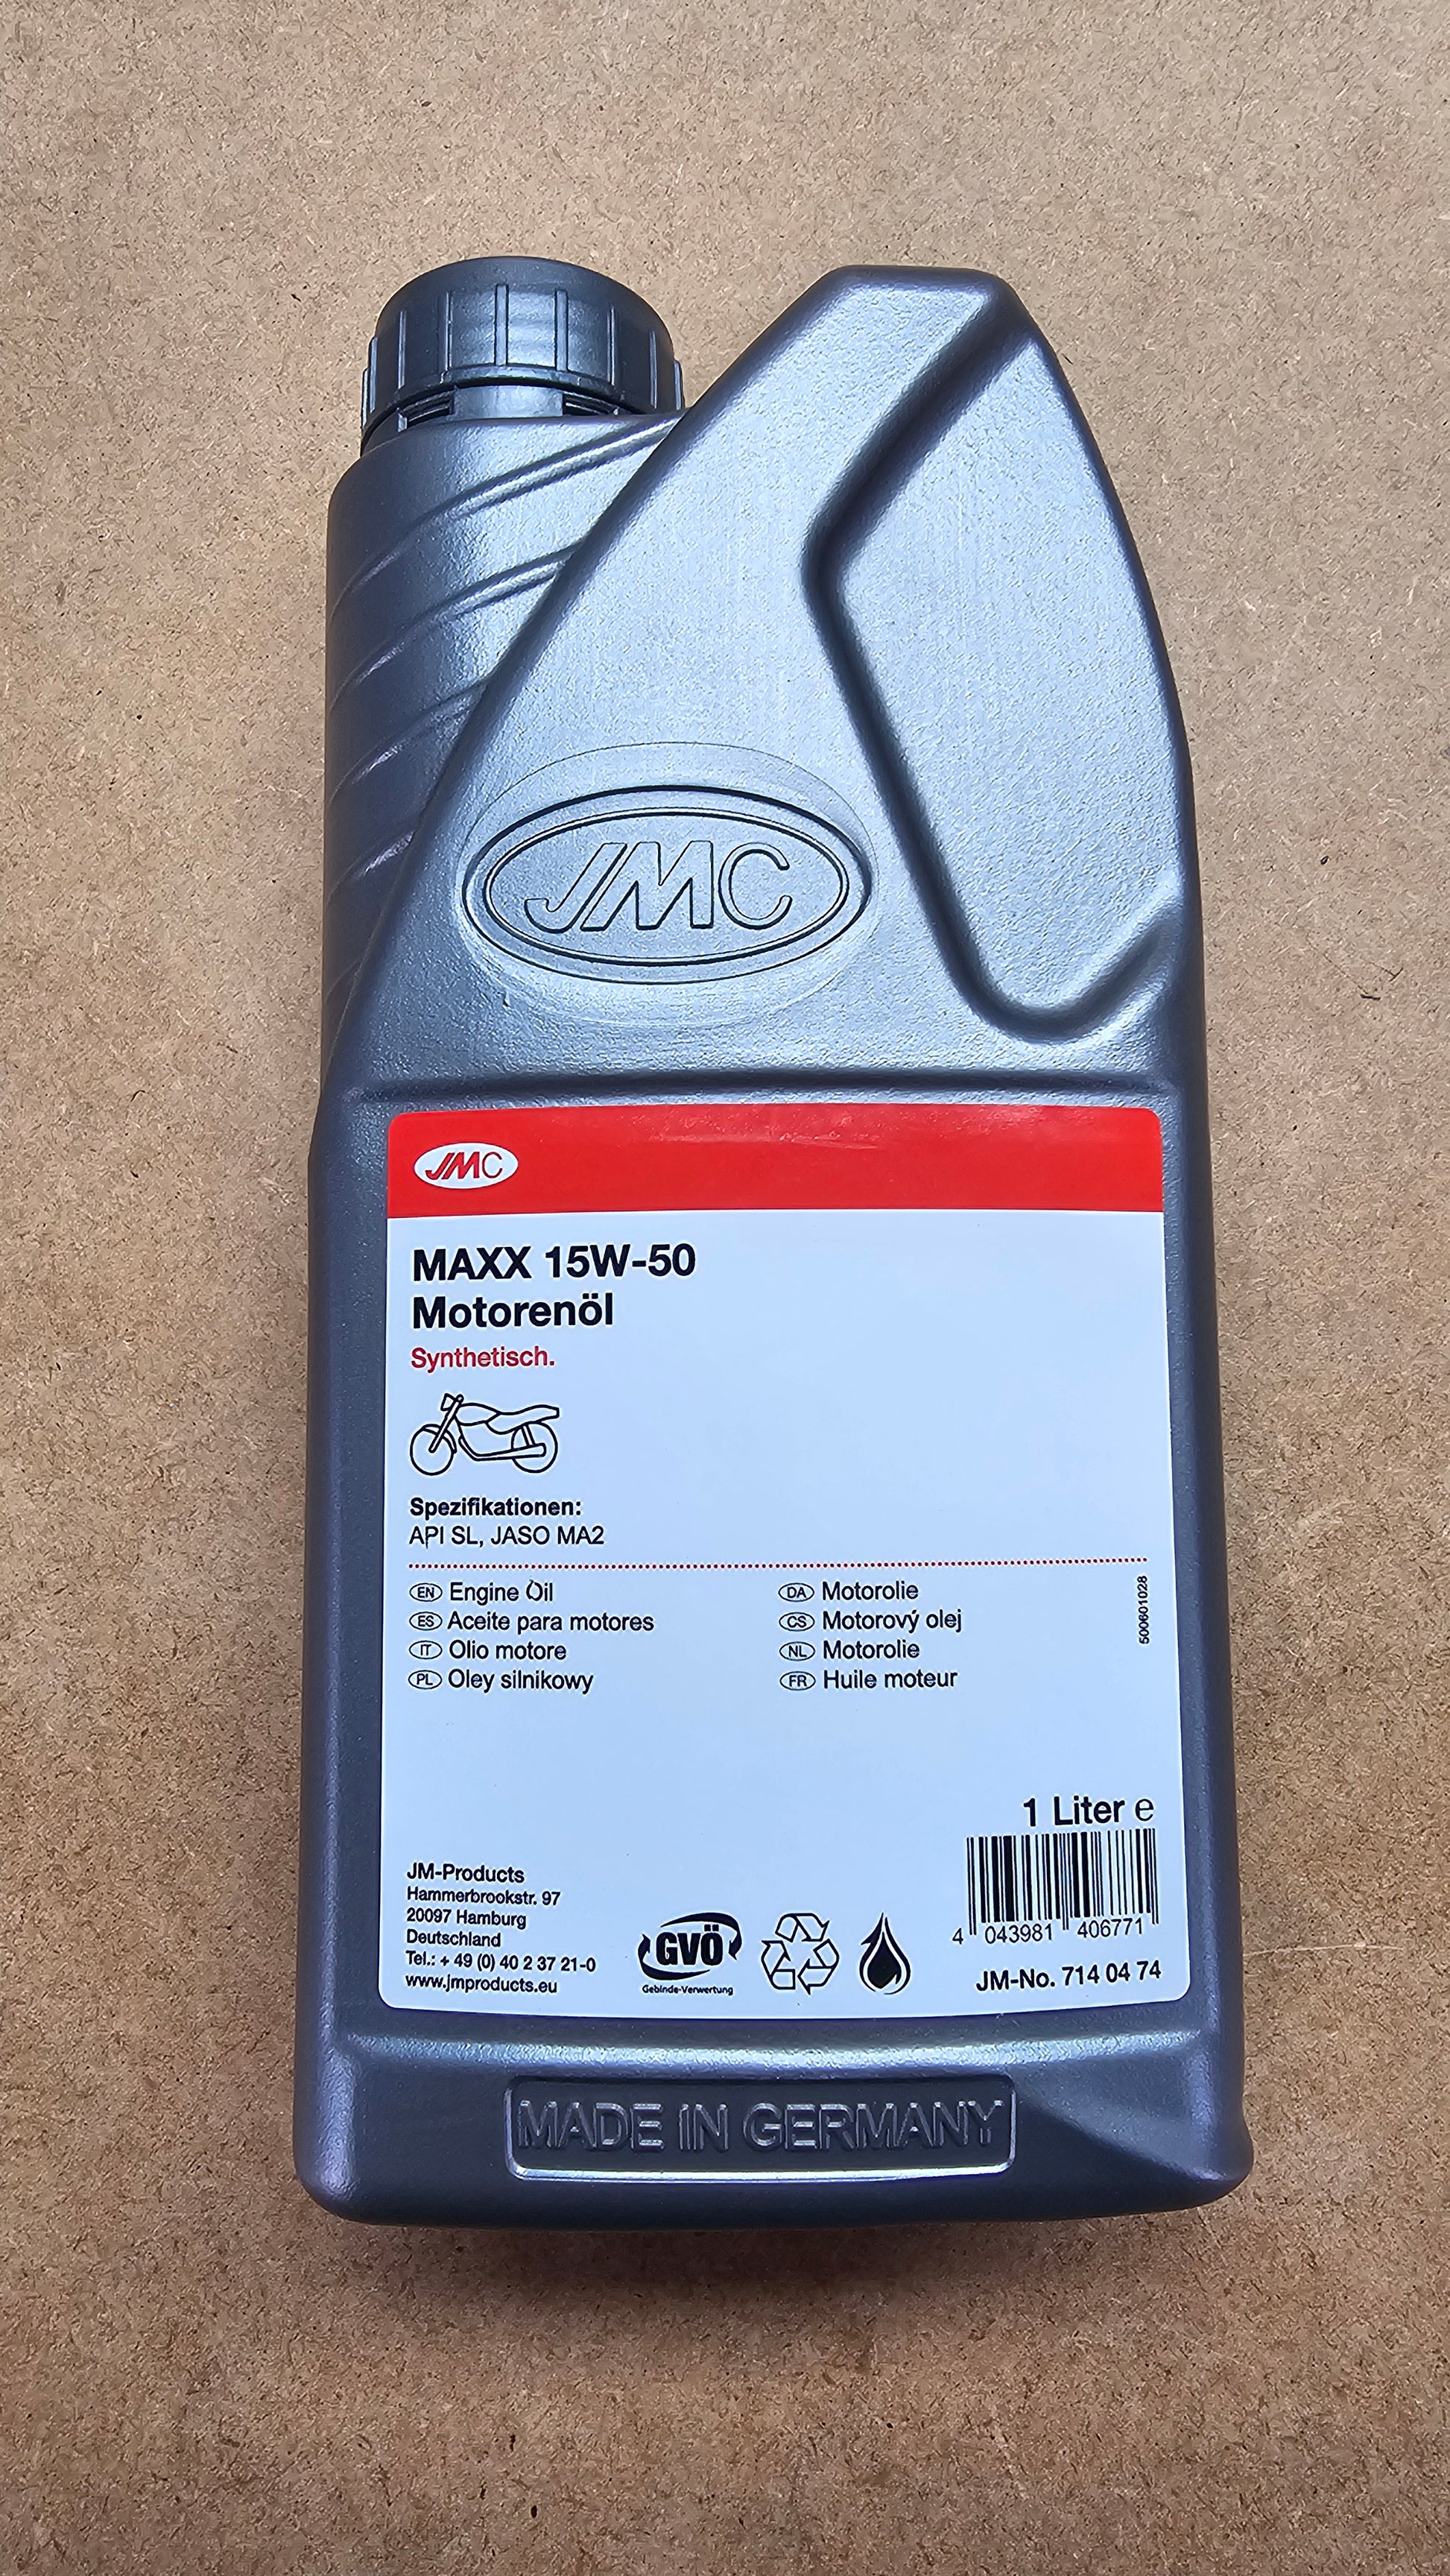 JMC
JMC
MAXX 15W-50
Motorenöl
Synthetisch.
Spezifikationen:
API SL, JASO MA2
EN Engine Oil
ES Aceite para motores
IT Olio motore
PL Oley silnikowy
DA Motorolie
CS Motorový olej
NL Motorolie
FR Huile moteur
500601028
1 Liter e
4 043981 406771
JM-No. 714 04 74
JM-Products
Hammerbrookstr. 97
20097 Hamburg
Deutschland
Tel.: + 49 (0) 40 2 37 21-0
www.jmproducts.eu
GVÖ
Gebinde-Verwertung
MADE IN GERMANY